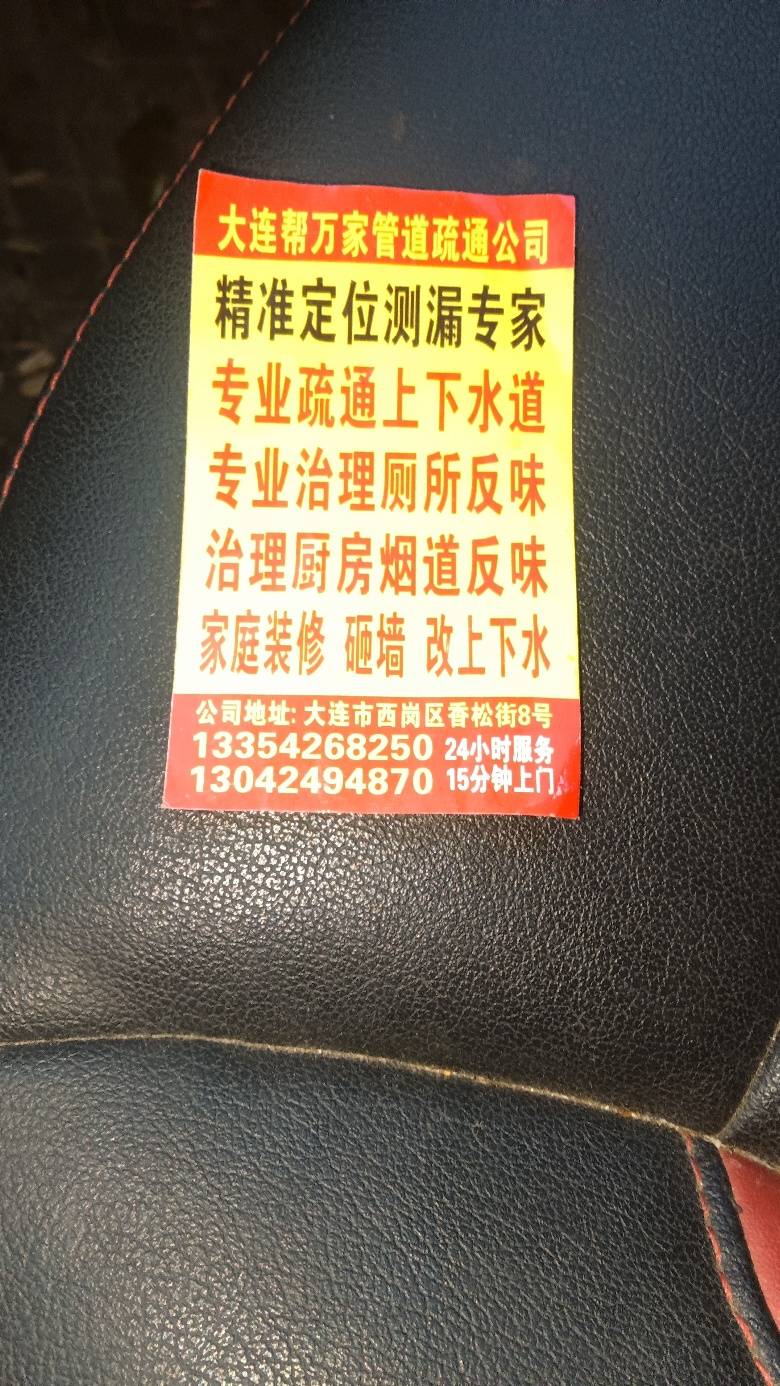 大连帮万家管道疏通公司
精准定位测漏专家
专业疏通上下水道
专业治理厕所反味
治理厨房烟道反味
家庭装修 砸墙 改上下水
公司地址: 大连市西岗区香松街8号
13354268250 24小时服务
13042494870 15分钟上门